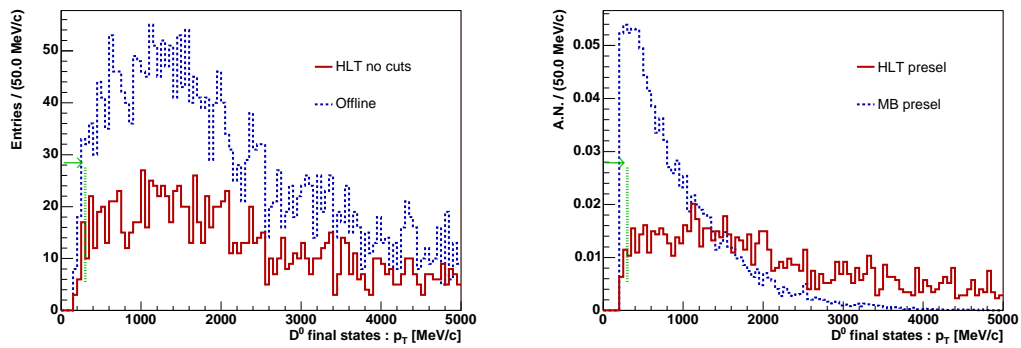 Entries / (50.0 MeV/c)
50
40
30
20
10
0
HLT no cuts
Offline
0 1000 2000 3000 4000 5000
D⁰ final states : p_T [MeV/c]
A.N./ (50.0 MeV/c)
0.05
0.04
0.03
0.02
0.01
0
HLT presel
MB presel
0 1000 2000 3000 4000 5000
D⁰ final states : p_T [MeV/c]